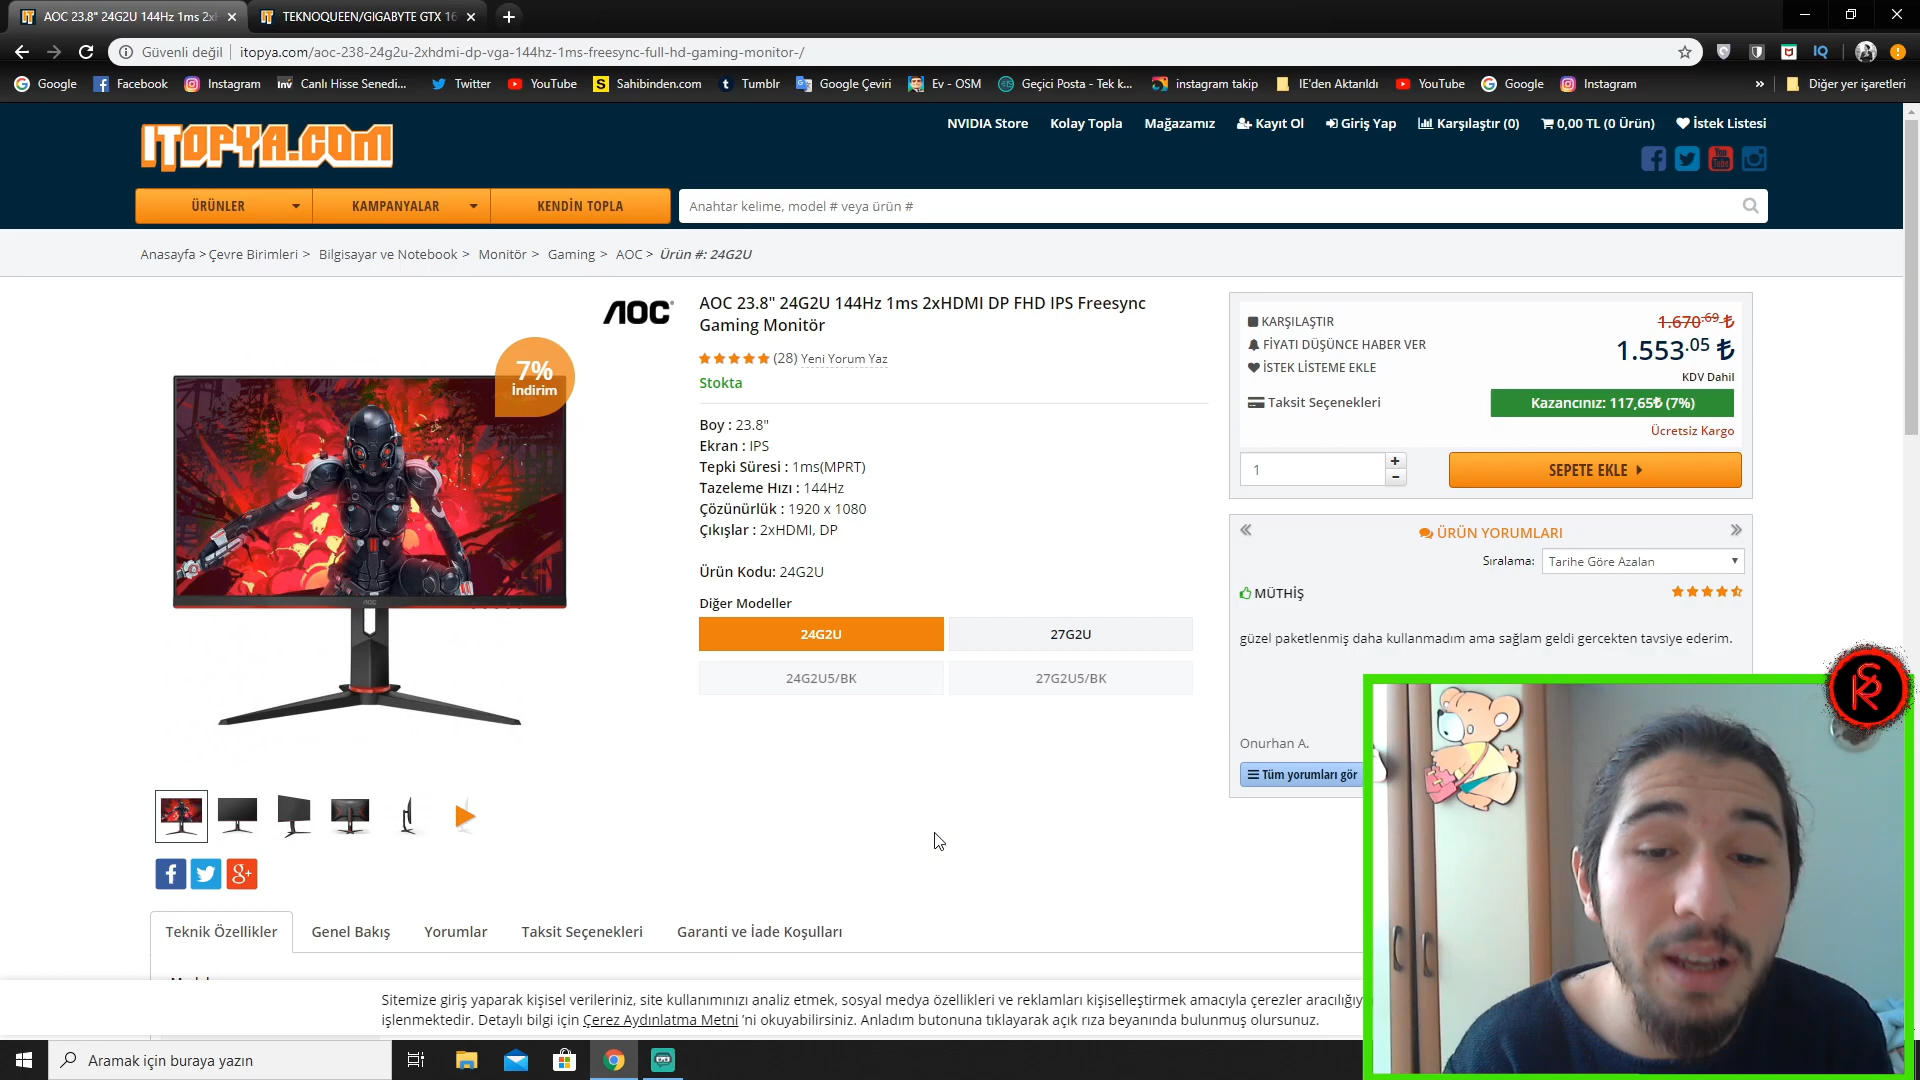 AOC 23.8" 24G2U 144Hz 1ms 2xH
TEKNOQUEEN/GIGABYTE GTX 16
Güvenli değil
itopya.com/aoc-238-24g2u-2xhdmi-dp-vga-144hz-1ms-freesync-full-hd-gaming-monitor-/
IQ
Google
Facebook
Instagram
inv Canlı Hisse Senedi...
Twitter
YouTube
S Sahibinden.com
t Tumblr
Google Çeviri
Ev - OSM
Geçici Posta - Tek k...
instagram takip
IE'den Aktarıldı
YouTube
Google
Instagram
»
Diğer yer işaretleri
ITOPYA.COM
NVIDIA Store
Kolay Topla
Mağazamız
Kayıt Ol
Giriş Yap
Karşılaştır (0)
0,00 TL (0 Ürün)
İstek Listesi
ÜRÜNLER
KAMPANYALAR
KENDİN TOPLA
Anahtar kelime, model # veya ürün #
Anasayfa > Çevre Birimleri > Bilgisayar ve Notebook > Monitör > Gaming > AOC > Ürün #: 24G2U
AOC
7%
İndirim
AOC 23.8" 24G2U 144Hz 1ms 2xHDMI DP FHD IPS Freesync
Gaming Monitör
(28) Yeni Yorum Yaz
Stokta
Boy : 23.8"
Ekran : IPS
Tepki Süresi : 1ms(MPRT)
Tazeleme Hızı : 144Hz
Çözünürlük : 1920 x 1080
Çıkışlar : 2xHDMI, DP
Ürün Kodu: 24G2U
Diğer Modeller
24G2U
27G2U
24G2U5/BK
27G2U5/BK
KARŞILAŞTIR
FİYATI DÜŞÜNCE HABER VER
İSTEK LİSTEME EKLE
Taksit Seçenekleri
1.670.69 ₺
1.553.05 ₺
KDV Dahil
Kazancınız: 117,65₺ (7%)
Ücretsiz Kargo
1
+
-
SEPETE EKLE
«
ÜRÜN YORUMLARI
»
Sıralama:
Tarihe Göre Azalan
MÜTHİŞ
güzel paketlenmiş daha kullanmadım ama sağlam geldi gercekten tavsiye ederim.
Onurhan A.
Tüm yorumları gör
Teknik Özellikler
Genel Bakış
Yorumlar
Taksit Seçenekleri
Garanti ve İade Koşulları
Sitemize giriş yaparak kişisel verileriniz, site kullanımınızı analiz etmek, sosyal medya özellikleri ve reklamları kişiselleştirmek amacıyla çerezler
işlenmektedir. Detaylı bilgi için Çerez Aydınlatma Metni 'ni okuyabilirsiniz. Anladım butonuna tıklayarak açık rıza beyanında bulunmuş olursunuz.
Aramak için buraya yazın